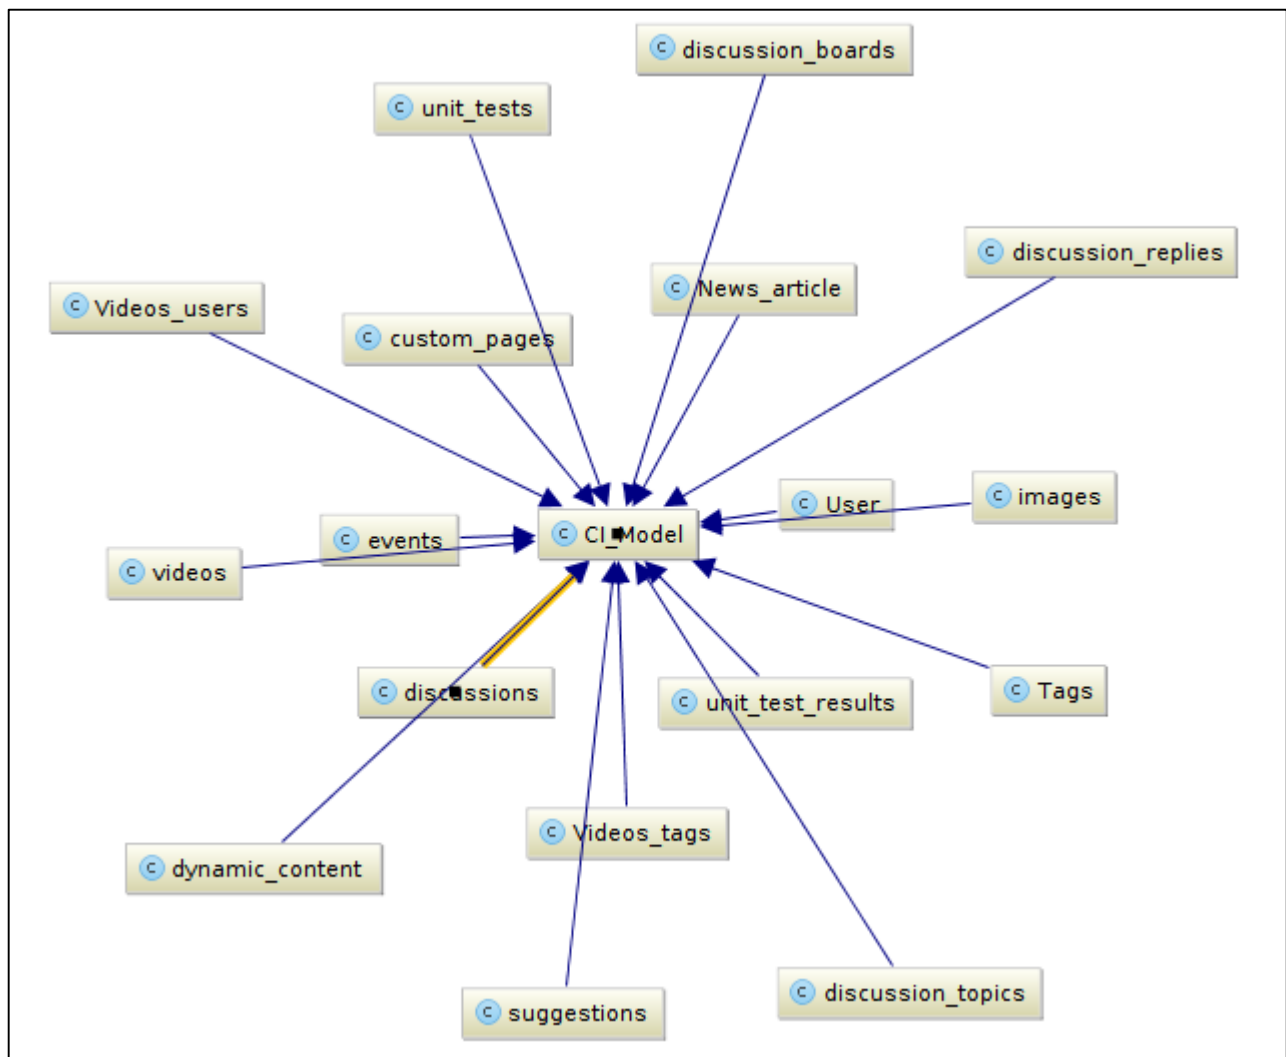 C discussion_boards
C unit_tests
C discussion_replies
C News_article
C Videos_users
C custom_pages
C User
C images
C events
C CI_Model
C videos
C discussions
C unit_test_results
C Tags
C Videos_tags
C dynamic_content
C discussion_topics
C suggestions